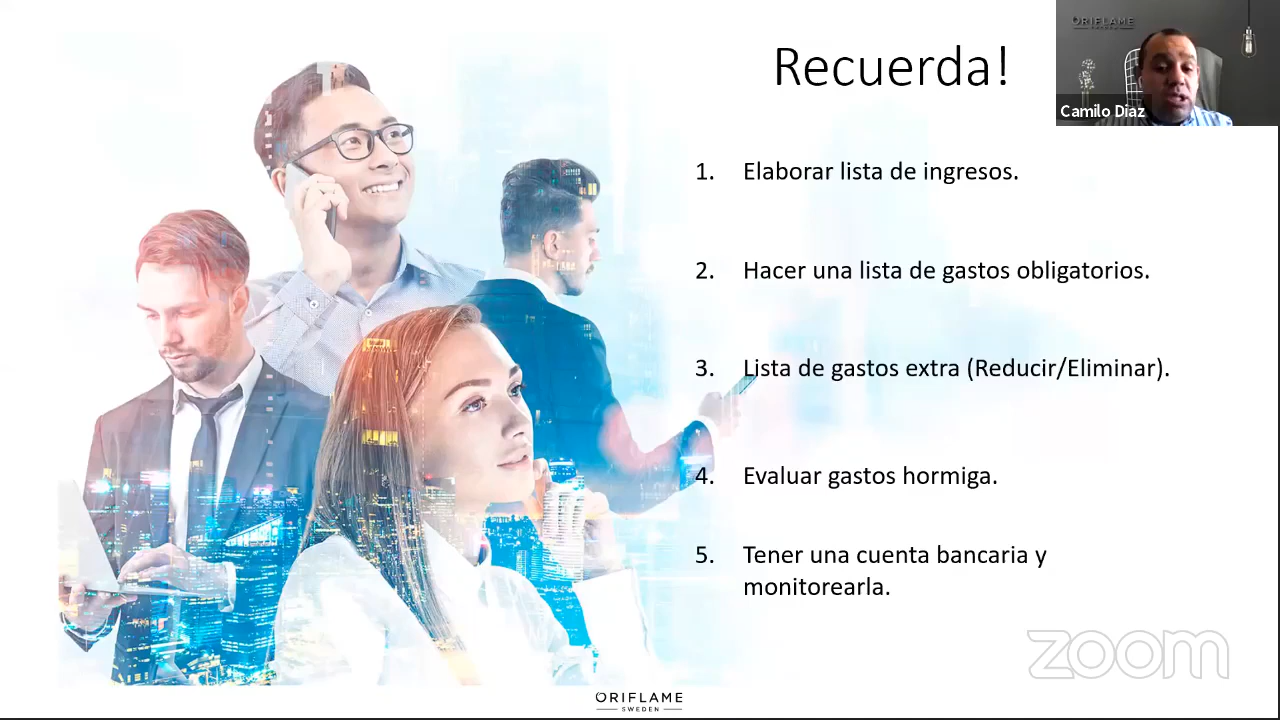 Recuerda!
ORIFLAME
Camilo Diaz
1. Elaborar lista de ingresos.
2. Hacer una lista de gastos obligatorios.
3. Lista de gastos extra (Reducir/Eliminar).
4. Evaluar gastos hormiga.
5. Tener una cuenta bancaria y
monitorearla.
zoom
ORIFLAME
SWEDEN